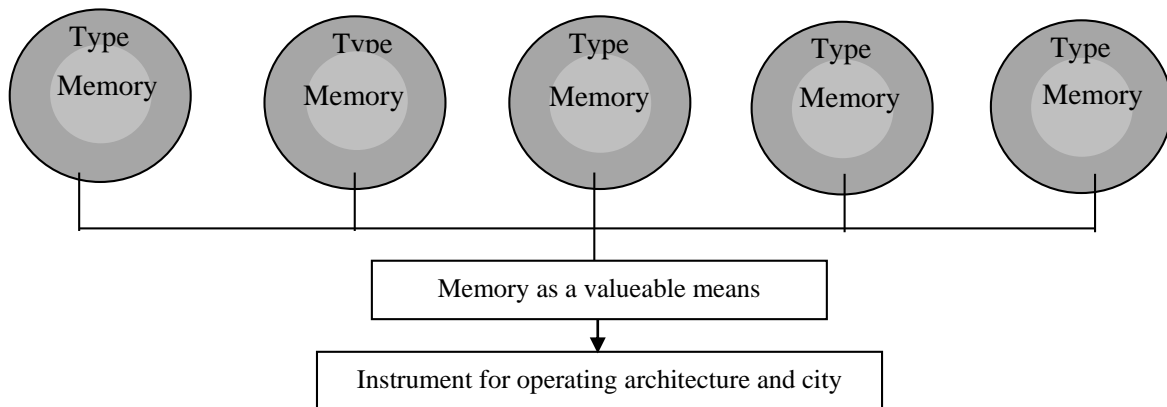 Type Type Type Type Type
Memory Memory Memory Memory Memory
Memory as a valueable means
Instrument for operating architecture and city